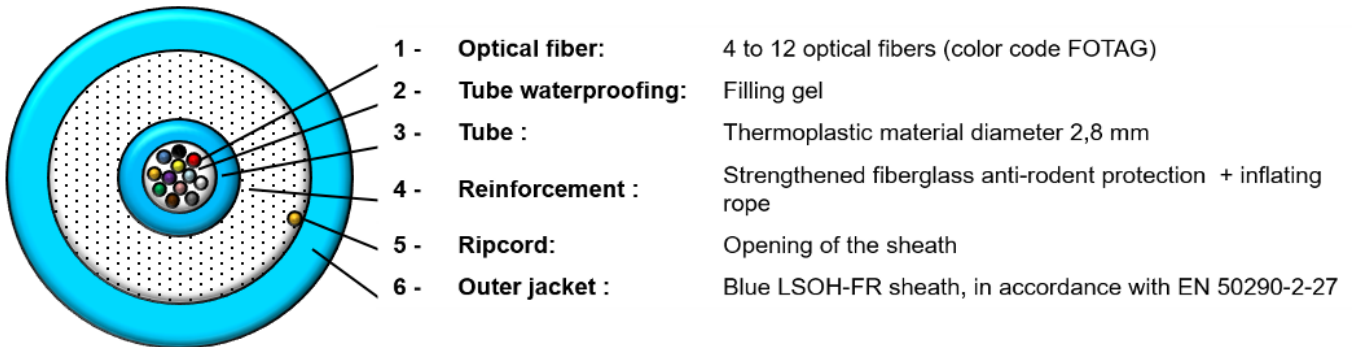 1 - Optical fiber: 4 to 12 optical fibers (color code FOTAG)
2 - Tube waterproofing: Filling gel
3 - Tube : Thermoplastic material diameter 2,8 mm
4 - Reinforcement : Strengthened fiberglass anti-rodent protection + inflating
rope
5 - Ripcord: Opening of the sheath
6 - Outer jacket : Blue LSOH-FR sheath, in accordance with EN 50290-2-27